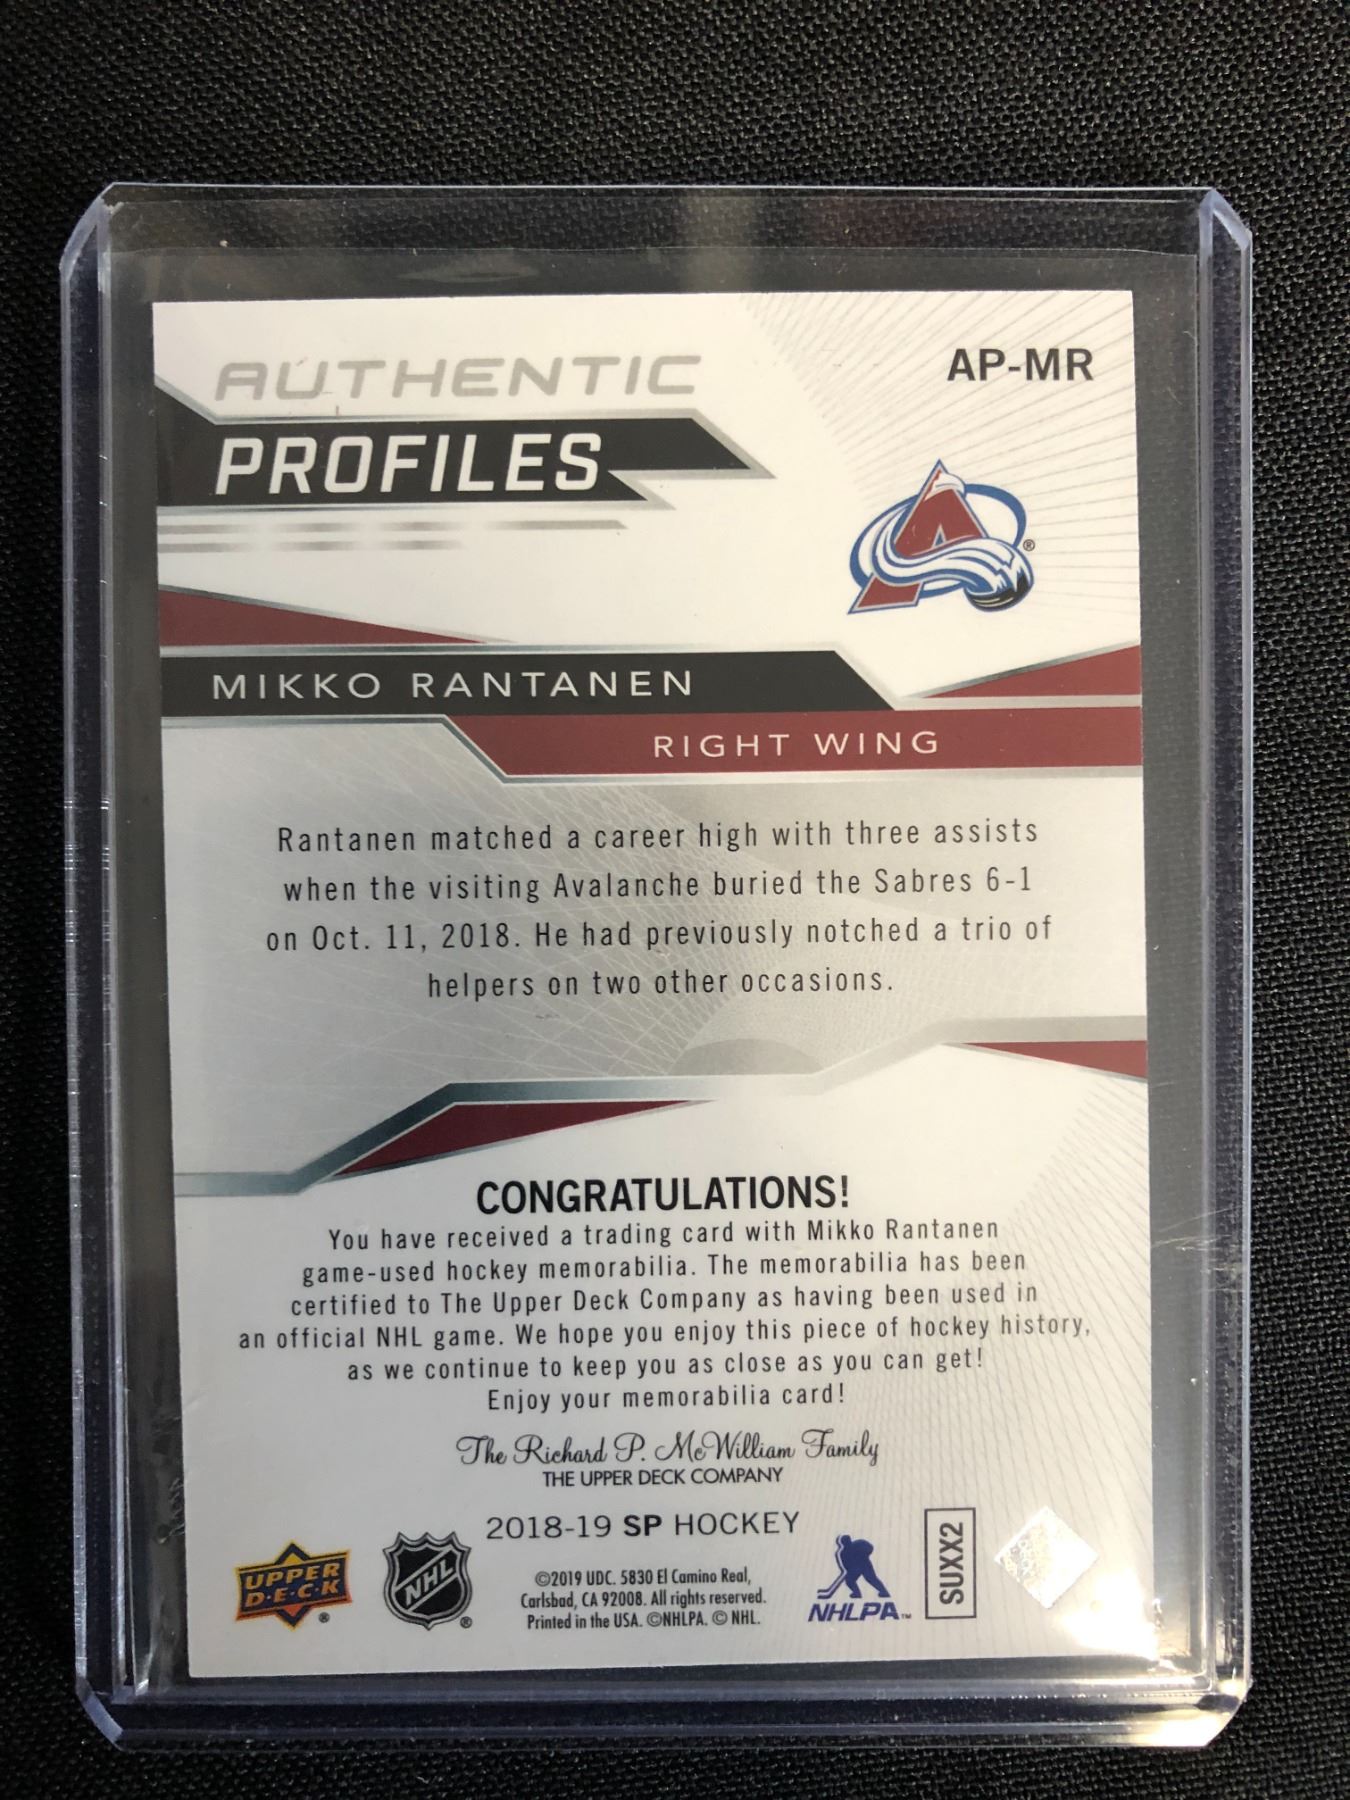 AUTHENTIC
AP-MR
PROFILES
MIKKO RANTANEN
RIGHT WING
Rantanen matched a career high with three assists
when the visiting Avalanche buried the Sabres 6-1
on Oct. 11, 2018. He had previously notched a trio of
helpers on two other occasions.
CONGRATULATIONS!
You have received a trading card with Mikko Rantanen
game-used hockey memorabilia. The memorabilia has been
certified to The Upper Deck Company as having been used in
an official NHL game. We hope you enjoy this piece of hockey history,
as we continue to keep you as close as you can get!
Enjoy your memorabilia card!
The Richard P. McWilliam Family
THE UPPER DECK COMPANY
2018-19 SP HOCKEY
UPPER
D·E·C·K ®
NHL ®
©2019 UDC. 5830 El Camino Real,
Carlsbad, CA 92008. All rights reserved.
Printed in the USA. ©NHLPA. © NHL.
NHLPA™
SUXX2